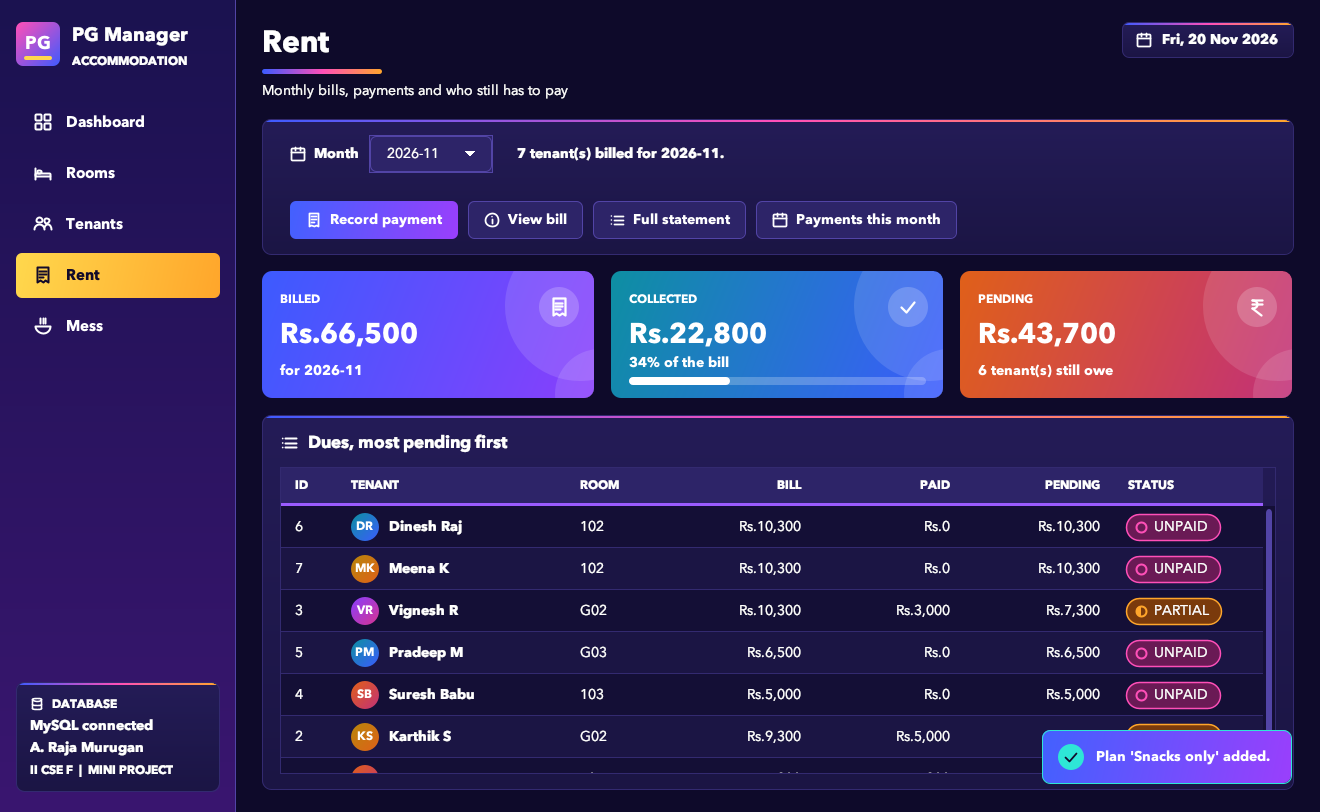 PG
PG Manager
ACCOMMODATION
Dashboard
Rooms
Tenants
Rent
Mess
DATABASE
MySQL connected
A. Raja Murugan
II CSE F | MINI PROJECT
Rent
Fri, 20 Nov 2026
Monthly bills, payments and who still has to pay
Month 2026-11 7 tenant(s) billed for 2026-11.
Record payment View bill Full statement Payments this month
BILLED
Rs.66,500
for 2026-11
COLLECTED
Rs.22,800
34% of the bill
PENDING
₹
Rs.43,700
6 tenant(s) still owe
Dues, most pending first
ID TENANT ROOM BILL PAID PENDING STATUS
6 DR Dinesh Raj 102 Rs.10,300 Rs.0 Rs.10,300 UNPAID
7 MK Meena K 102 Rs.10,300 Rs.0 Rs.10,300 UNPAID
3 VR Vignesh R G02 Rs.10,300 Rs.3,000 Rs.7,300 PARTIAL
5 PM Pradeep M G03 Rs.6,500 Rs.0 Rs.6,500 UNPAID
4 SB Suresh Babu 103 Rs.5,000 Rs.0 Rs.5,000 UNPAID
2 KS Karthik S G02 Rs.9,300 Rs.5,000
Plan 'Snacks only' added.